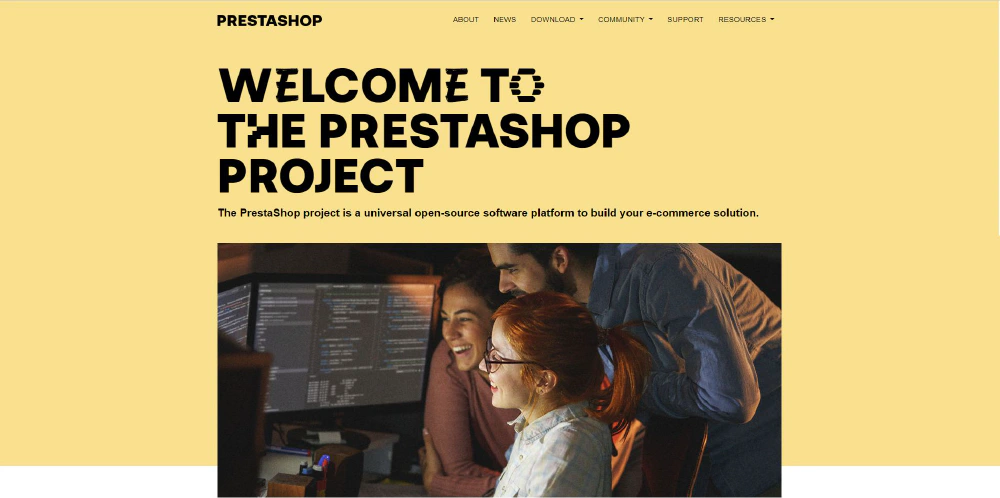 PRESTASHOP
ABOUT NEWS DOWNLOAD COMMUNITY SUPPORT RESOURCES
WELCOME TO
THE PRESTASHOP
PROJECT
The PrestaShop project is a universal open-source software platform to build your e-commerce solution.